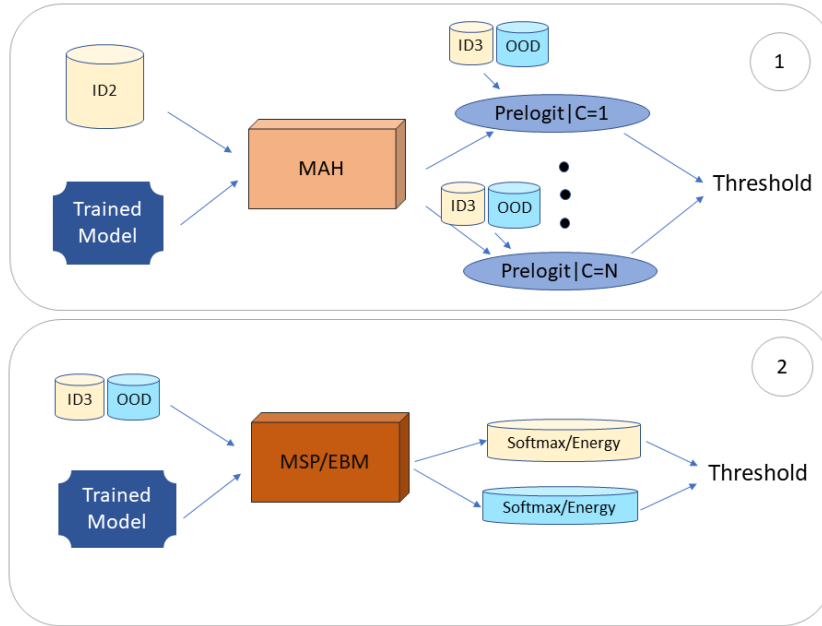 1
ID3
OOD
ID2
Prelogit|C=1
MAH
Threshold
ID3
OOD
Trained
Model
Prelogit|C=N
2
ID3
OOD
Softmax/Energy
MSP/EBM
Threshold
Trained
Model
Softmax/Energy